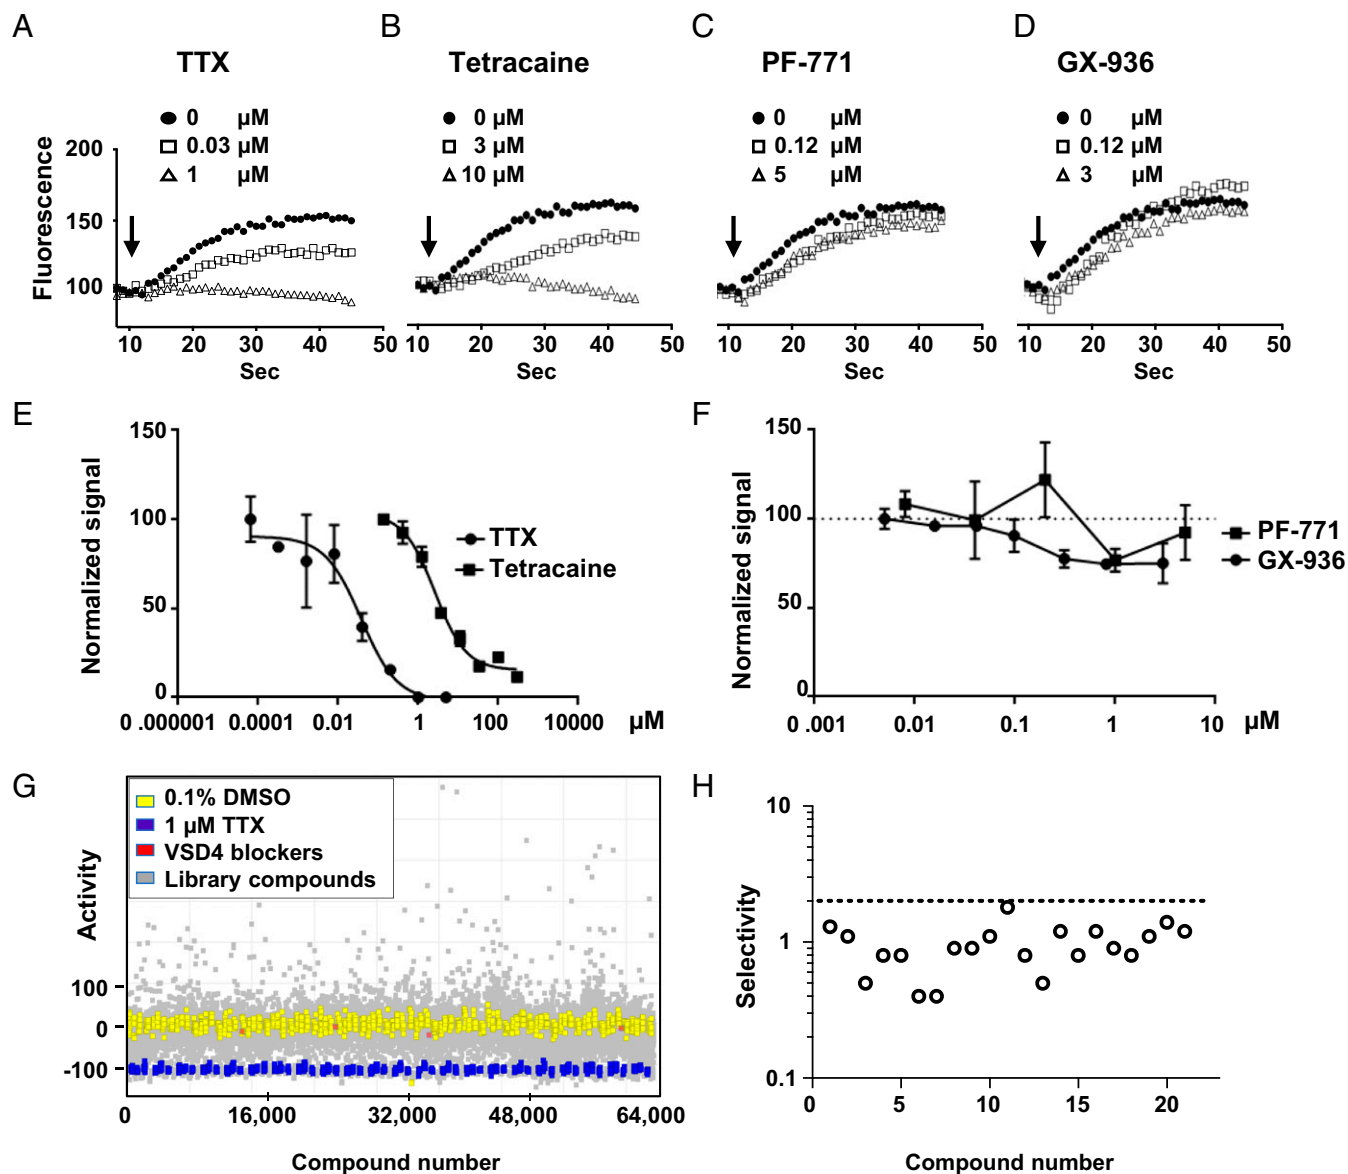 A
B
C
D
TTX
Tetracaine
PF-771
GX-936
0 µM
0.03 µM
1 µM
0 µM
3 µM
10 µM
0 µM
0.12 µM
5 µM
0 µM
0.12 µM
3 µM
Fluorescence
200
150
100
10 20 30 40 50
10 20 30 40 50
10 20 30 40 50
10 20 30 40 50
Sec
Sec
Sec
Sec
E
Normalized signal
150
100
50
0
TTX
Tetracaine
0.000001 0.0001 0.01 1 100 10000 µM
F
Normalized signal
150
100
50
0
PF-771
GX-936
0.001 0.01 0.1 1 10 µM
G
0.1% DMSO
1 µM TTX
VSD4 blockers
Library compounds
Activity
100
0
-100
0 16,000 32,000 48,000 64,000
Compound number
H
Selectivity
10
1
0.1
0 5 10 15 20
Compound number